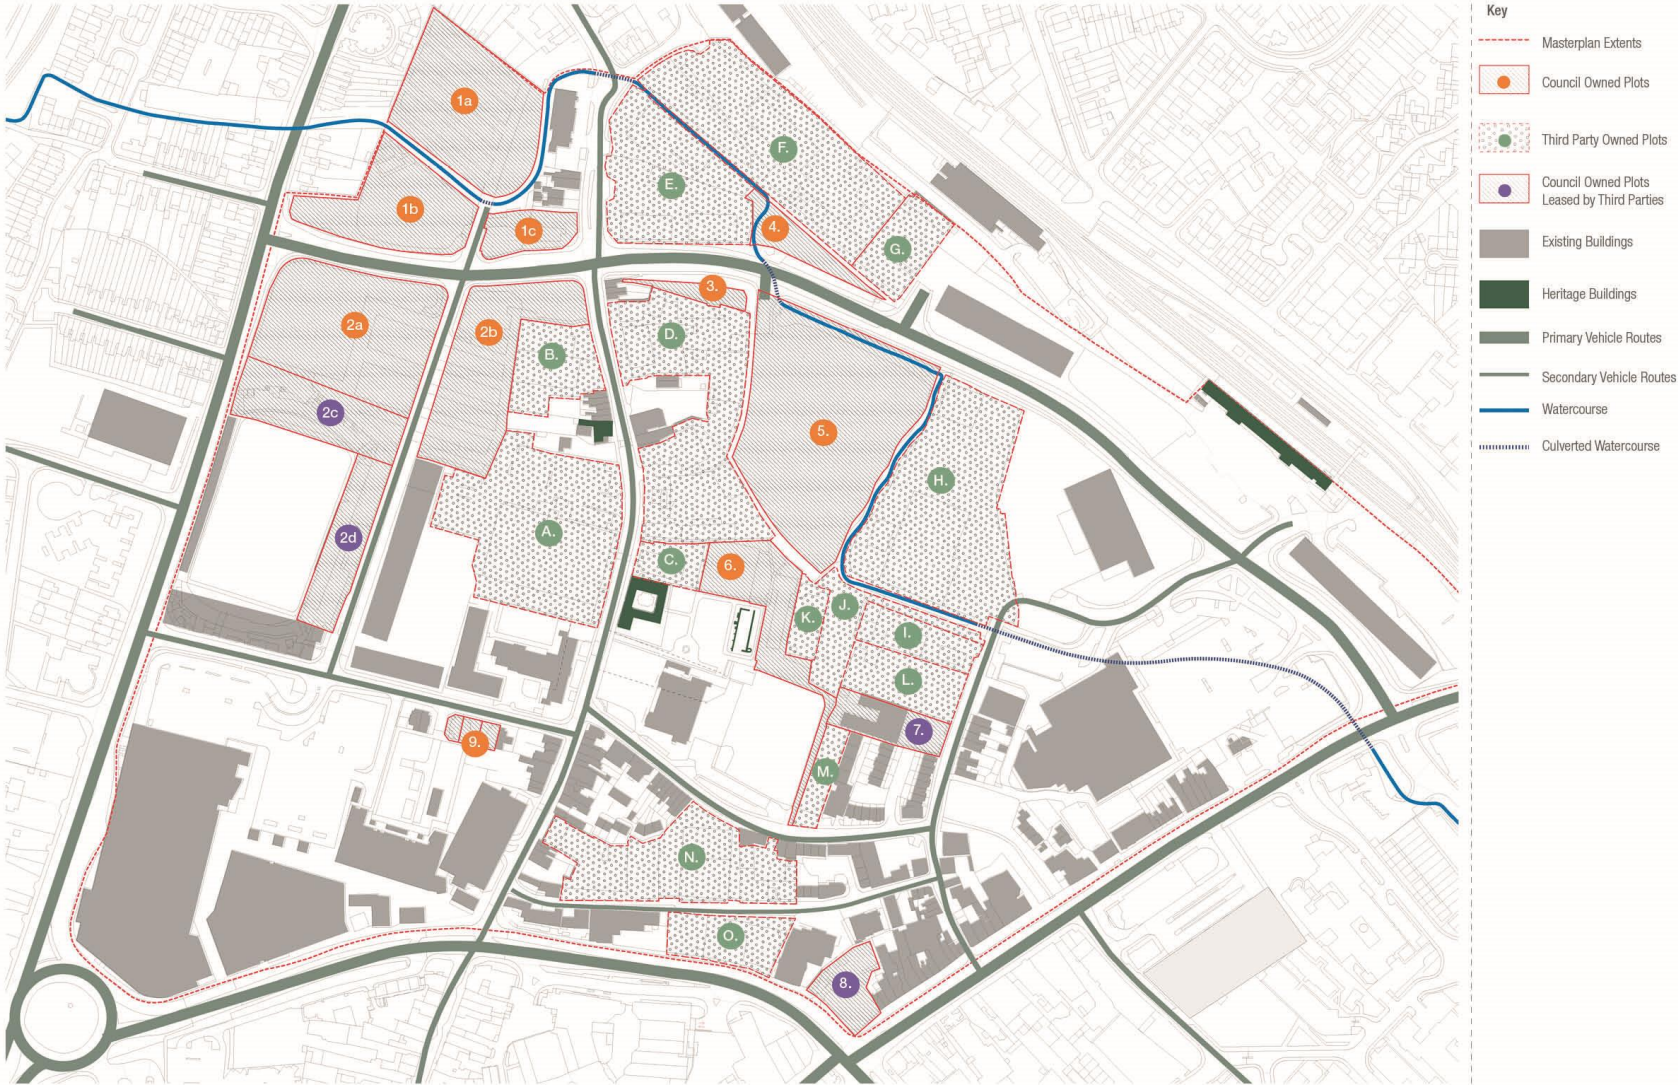 1a
F.
E.
1b
4.
1c
G.
3.
2a
2b
D.
B.
2c
5.
H.
A.
2d
C.
6.
J.
K.
I.
L.
7.
9.
M.
N.
O.
8.
Key
Masterplan Extents
Council Owned Plots
Third Party Owned Plots
Council Owned Plots
Leased by Third Parties
Existing Buildings
Heritage Buildings
Primary Vehicle Routes
Secondary Vehicle Routes
Watercourse
Culverted Watercourse